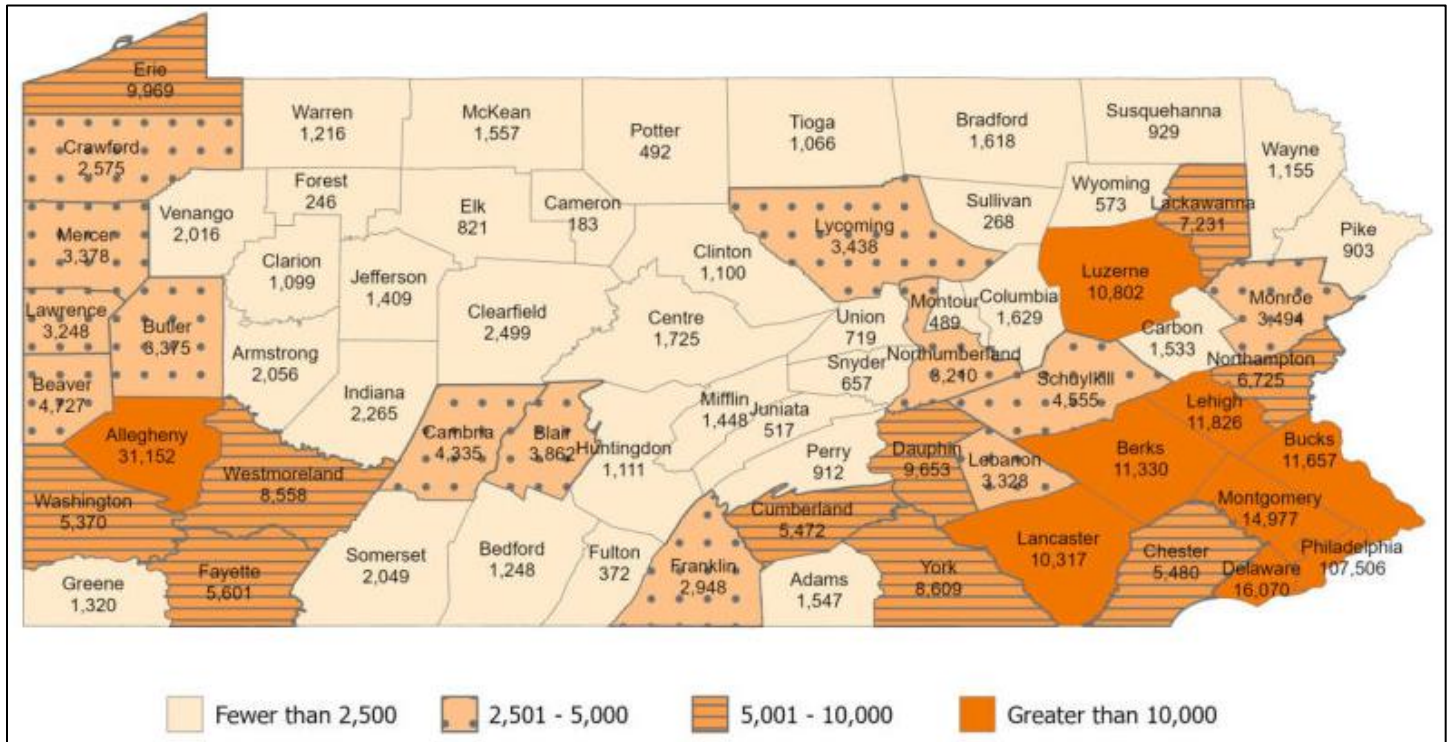 Erie
9,969
Warren
1,216
McKean
1,557
Potter
492
Tioga
1,066
Bradford
1,618
Susquehanna
929
Wayne
1,155
Crawford
2,575
Forest
246
Venango
2,016
Elk
821
Cameron
183
Lycoming
3,438
Sullivan
268
Wyoming
573
Lackawanna
7,231
Pike
903
Mercer
3,378
Clarion
1,099
Jefferson
1,409
Clinton
1,100
Luzerne
10,802
Clearfield
2,499
Centre
1,725
Union
719
Montour
489
Columbia
1,629
Monroe
3,494
Lawrence
3,248
Butler
3,375
Armstrong
2,056
Carbon
1,533
Beaver
4,727
Indiana
2,265
Snyder
657
Northumberland
3,210
Schuylkill
4,555
Northampton
6,725
Allegheny
31,152
Cambria
4,335
Blair
3,862
Mifflin
1,448
Juniata
517
Lehigh
11,826
Huntingdon
1,111
Perry
912
Dauphin
9,653
Lebanon
3,328
Berks
11,330
Bucks
11,657
Westmoreland
8,558
Washington
5,370
Cumberland
5,472
Montgomery
14,977
Somerset
2,049
Bedford
1,248
Fulton
372
Franklin
2,948
Adams
1,547
York
8,609
Lancaster
10,317
Chester
5,480
Delaware
16,070
Philadelphia
107,506
Greene
1,320
Fayette
5,601
Fewer than 2,500
2,501 - 5,000
5,001 - 10,000
Greater than 10,000